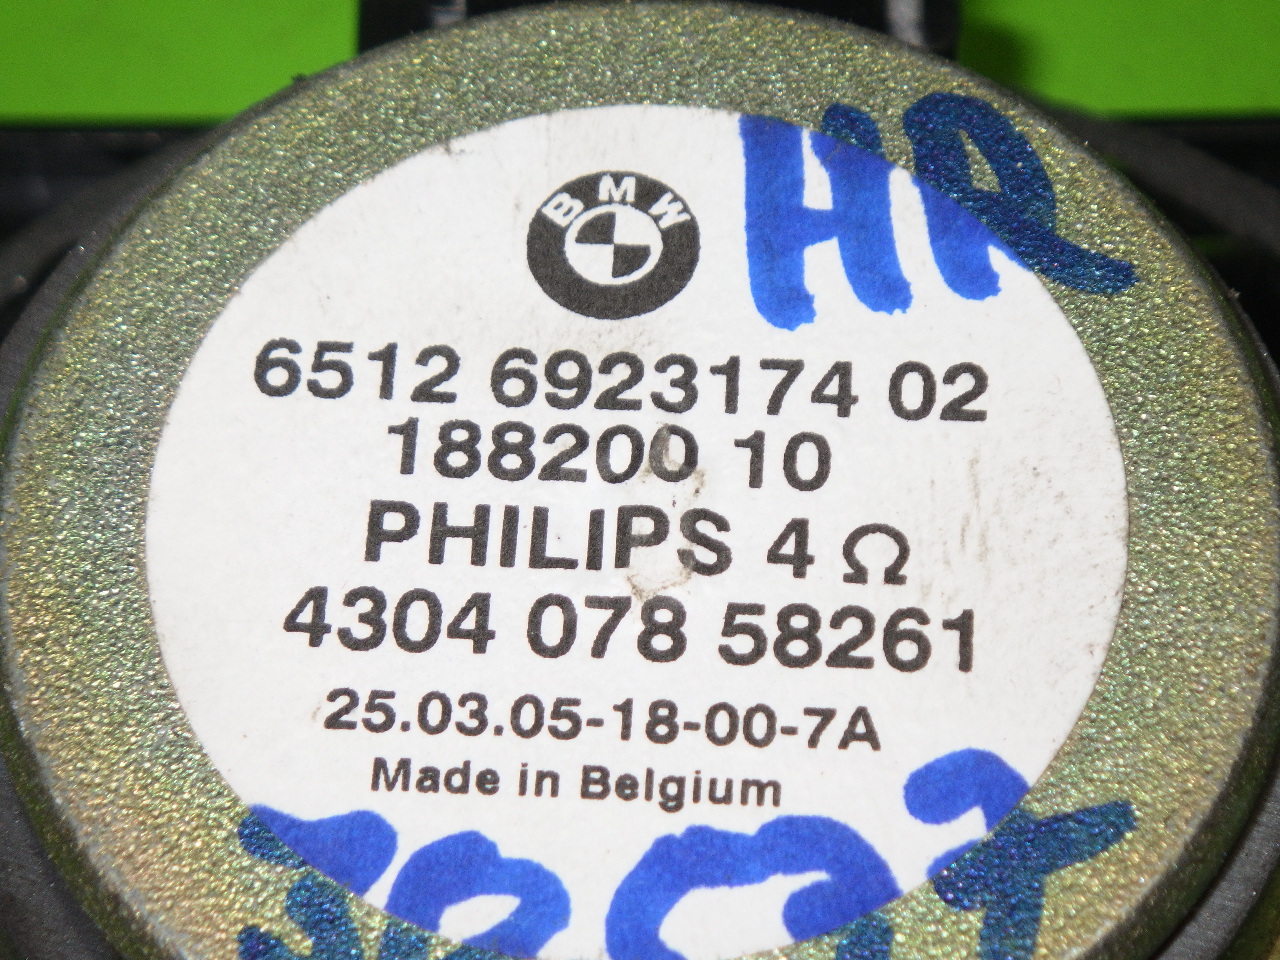 BMW
HR
6512 6923174 02
188200 10
PHILIPS 4 Ω
4304 078 58261
25.03.05-18-00-7A
Made in Belgium